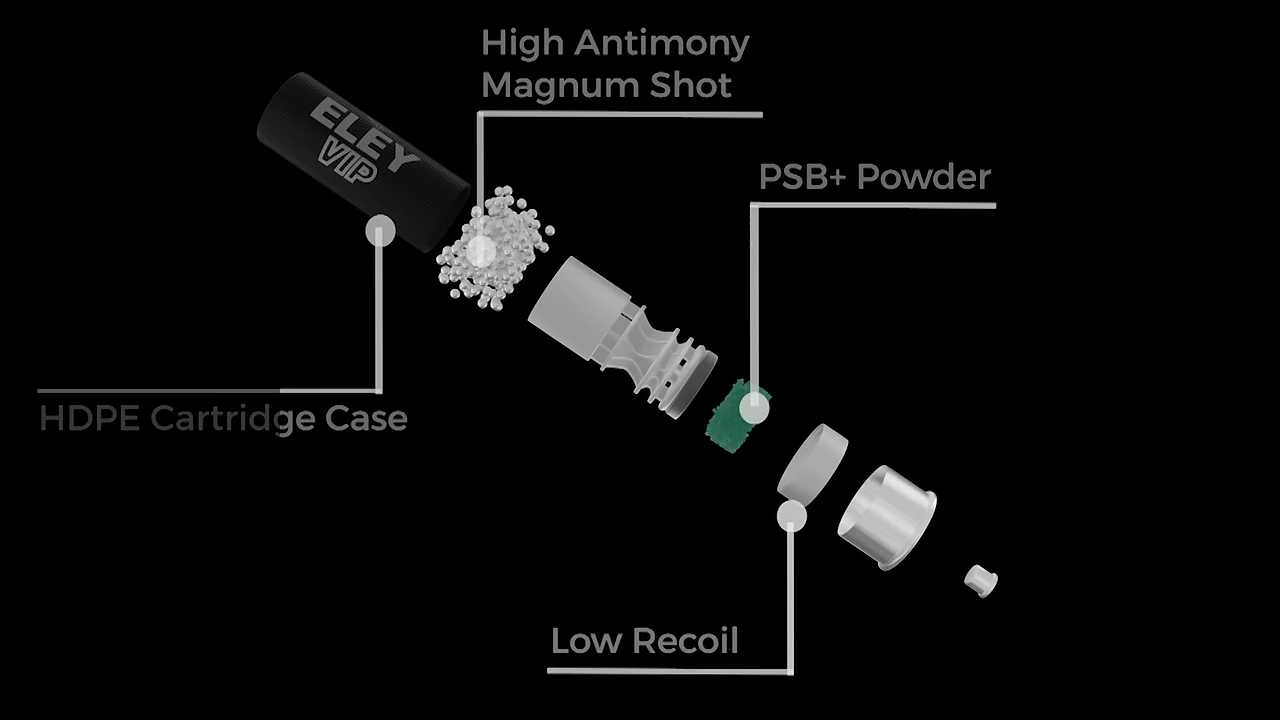 High Antimony
Magnum Shot
ELEY
VIP
PSB+ Powder
HDPE Cartridge Case
Low Recoil